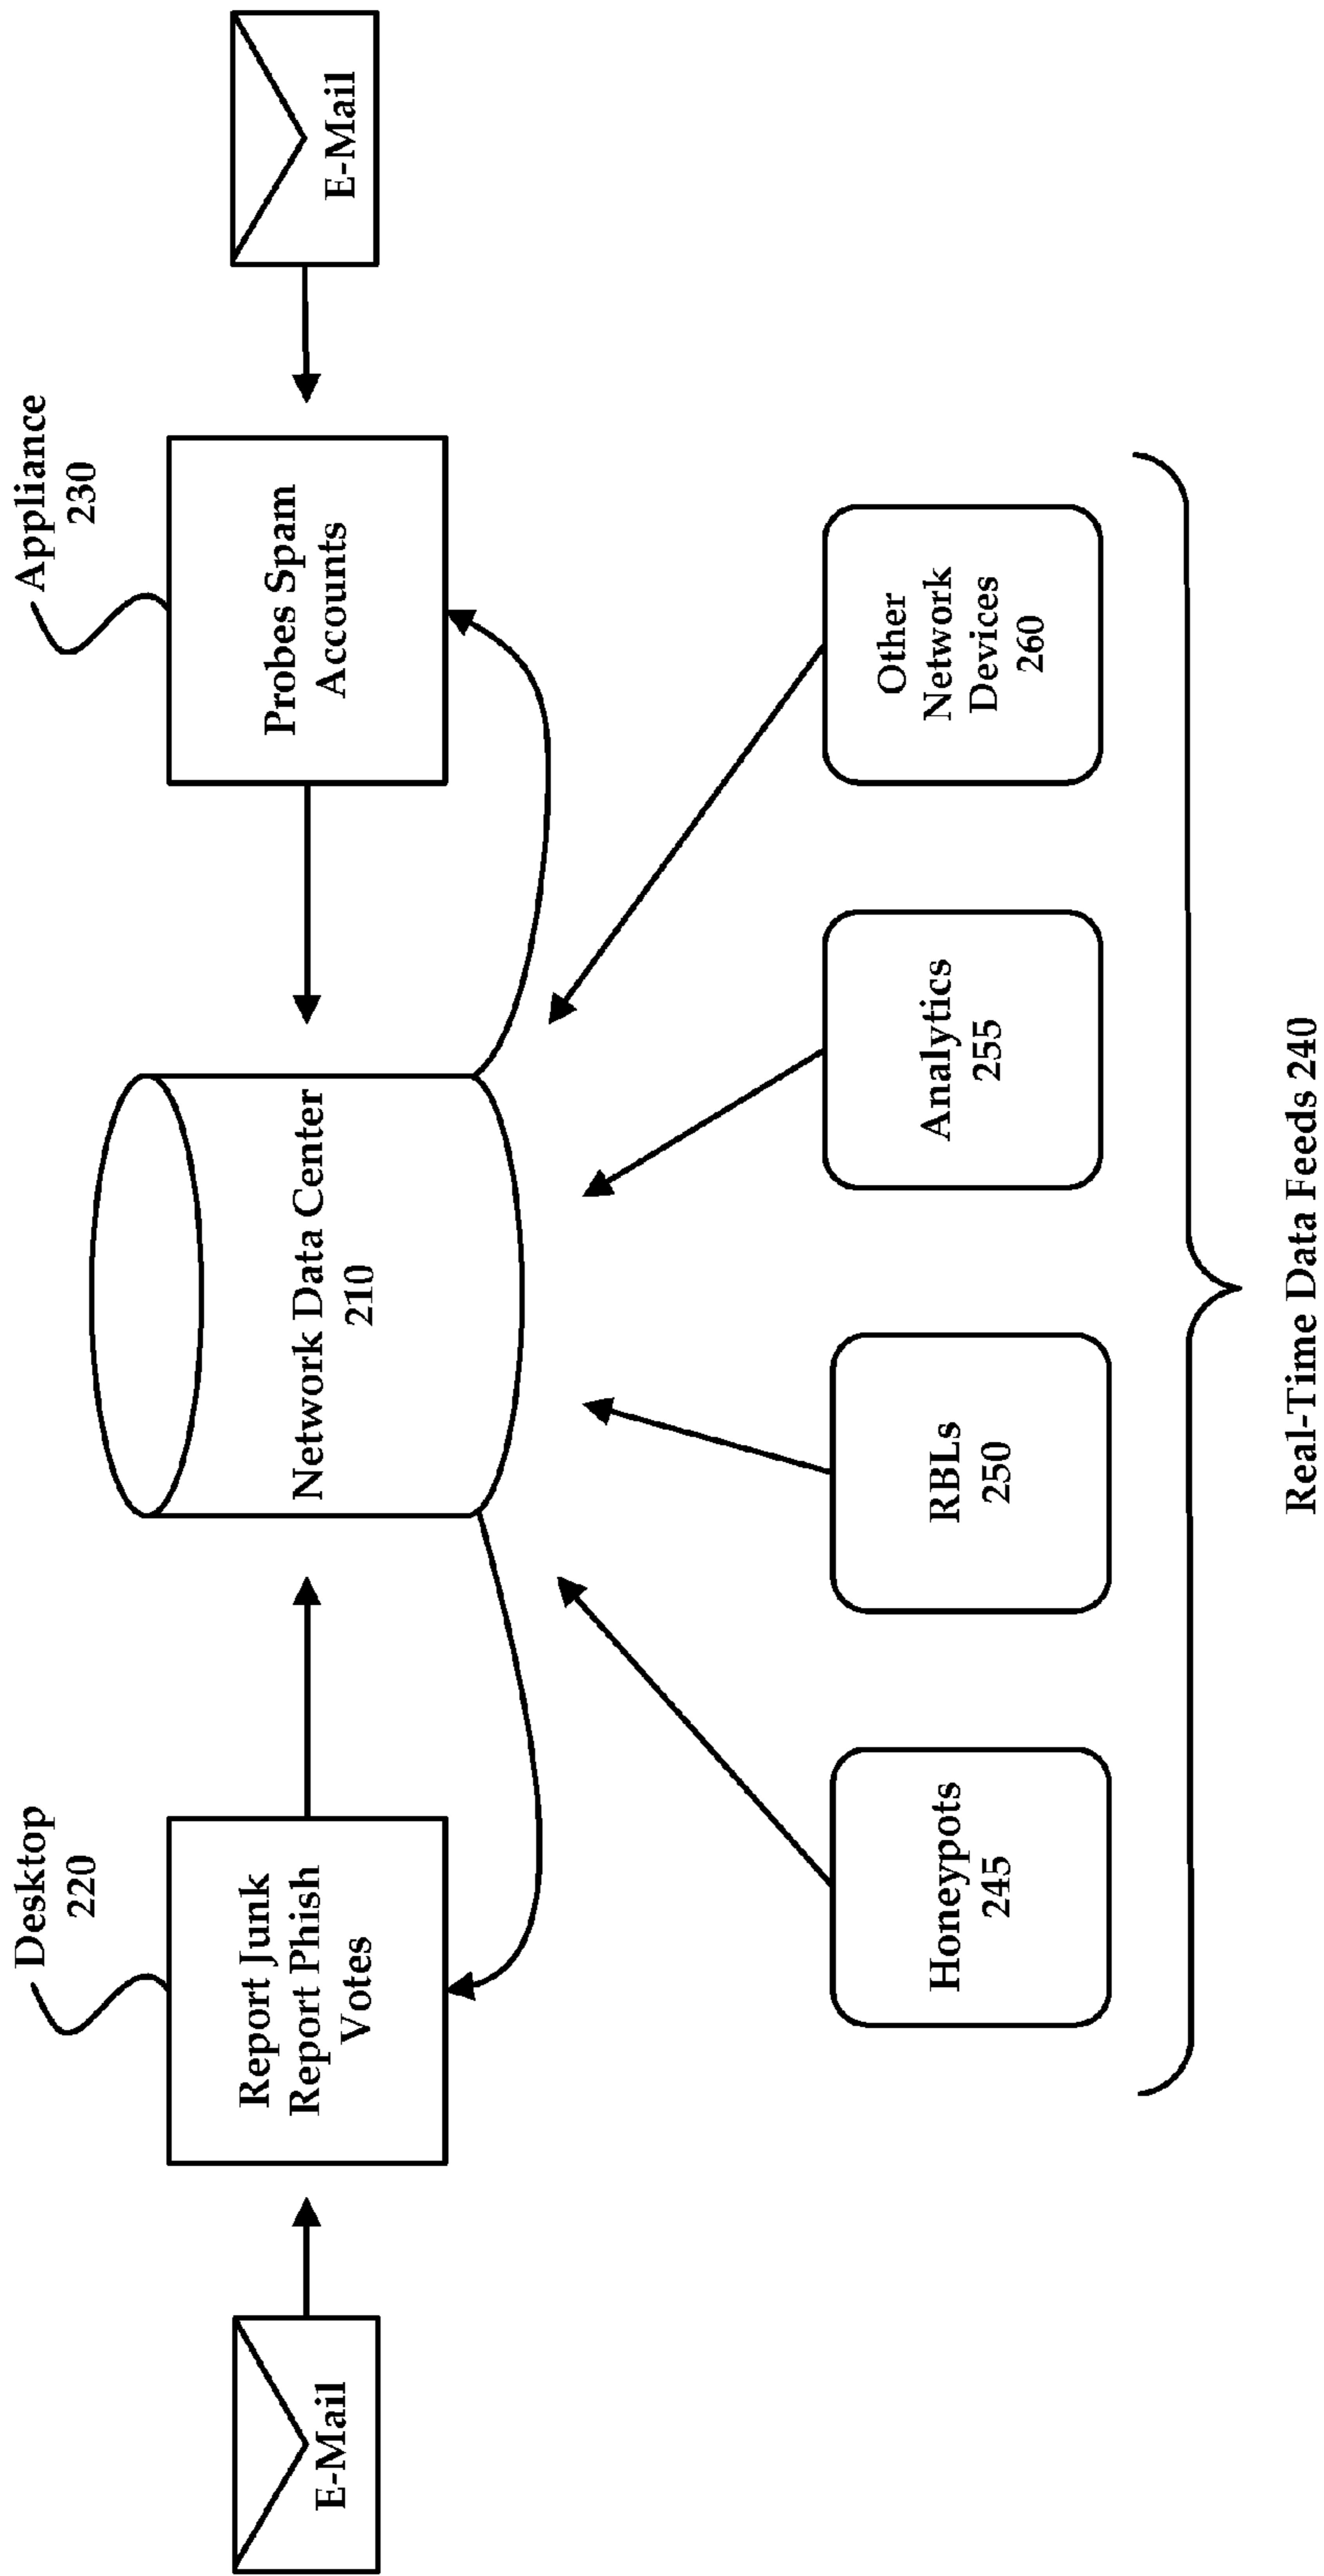 Desktop
220
Appliance
230
E-Mail
Report Junk
Report Phish
Votes
Network Data Center
210
Probes Spam
Accounts
E-Mail
Honeypots
245
RBLs
250
Analytics
255
Other
Network
Devices
260
Real-Time Data Feeds 240